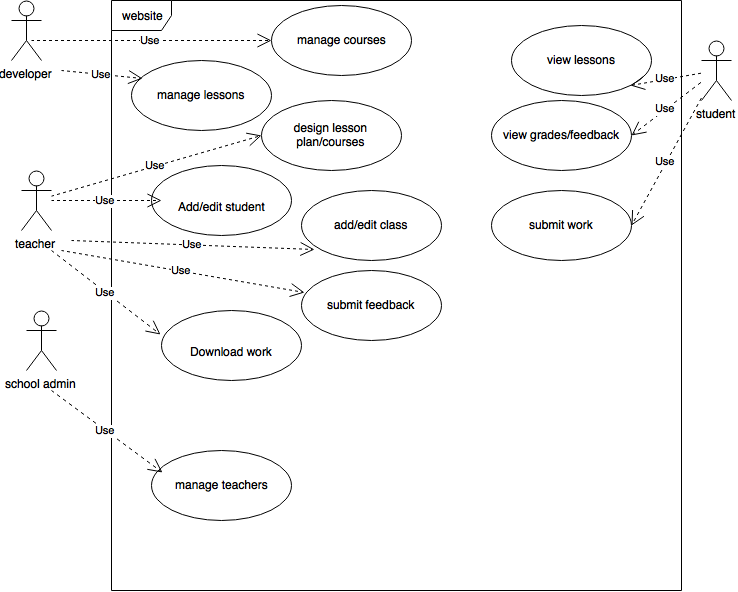 website
Use
manage courses
developer
Use
manage lessons
view lessons
Use
student
Use
view grades/feedback
design lesson
plan/courses
Use
Use
Use
Add/edit student
add/edit class
submit work
teacher
Use
Use
submit feedback
Use
Download work
school admin
Use
manage teachers